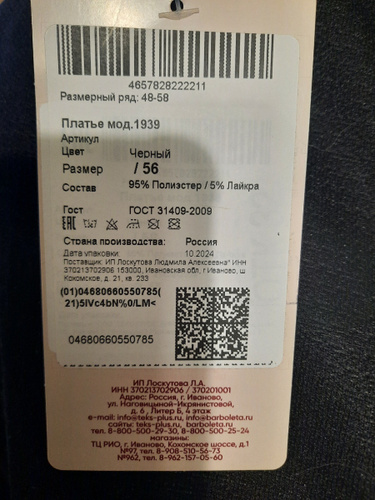 4657828222211
Размерный ряд: 48-58
Платье мод.1939
Артикул
Цвет Черный
Размер / 56
Состав 95% Полиэстер / 5% Лайкра
Гост ГОСТ 31409-2009
EAC
Страна производства: Россия
Дата упаковки: 10.2024
Поставщик: ИП Лоскутова Людмила Алексеевна" ИНН
370213702906 153000, Ивановская обл, г Иваново, ш
Кохомское, д. 21, кв. 233
(01)04680660550785(
21)5IVc4bN%0/LM<
04680660550785
ИП Лоскутова Л.А.
ИНН 370213702906 / 370201001
Адрес: Россия, г. Иваново,
ул. Наговицыной-Икрянистовой,
д. 6 , Литер Б, 4 этаж
e-mail: info@teks-plus.ru, info@barboleta.ru
сайты: teks-plus.ru, barboleta.ru
тел. 8-800-500-29-30, 8-800-500-25-24
магазины:
ТЦ РИО, г. Иваново, Кохомское шоссе, д.1
№97, тел. 8-908-510-56-73
№962, тел. 8-962-157-05-60